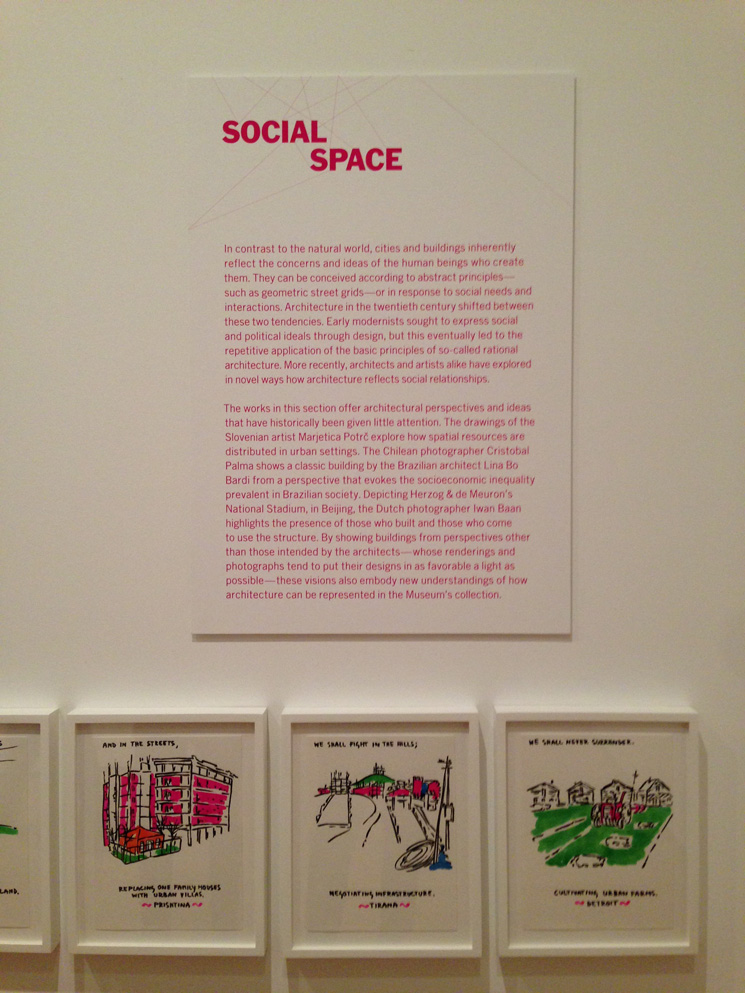 SOCIAL
SPACE
In contrast to the natural world, cities and buildings inherently
reflect the concerns and ideas of the human beings who create
them. They can be conceived according to abstract principles—
such as geometric street grids—or in response to social needs and
interactions. Architecture in the twentieth century shifted between
these two tendencies. Early modernists sought to express social
and political ideals through design, but this eventually led to the
repetitive application of the basic principles of so-called rational
architecture. More recently, architects and artists alike have explored
in novel ways how architecture reflects social relationships.
The works in this section offer architectural perspectives and ideas
that have historically been given little attention. The drawings of the
Slovenian artist Marjetica Potrč explore how spatial resources are
distributed in urban settings. The Chilean photographer Cristobal
Palma shows a classic building by the Brazilian architect Lina Bo
Bardi from a perspective that evokes the socioeconomic inequality
prevalent in Brazilian society. Depicting Herzog & de Meuron's
National Stadium, in Beijing, the Dutch photographer Iwan Baan
highlights the presence of those who built and those who come
to use the structure. By showing buildings from perspectives other
than those intended by the architects—whose renderings and
photographs tend to put their designs in as favorable a light as
possible—these visions also embody new understandings of how
architecture can be represented in the Museum's collection.
LAND.
AND IN THE STREETS,
REPLACING ONE FAMILY HOUSES
WITH URBAN VILLAS.
~ PRISHTINA ~
WE SHALL FIGHT IN THE HILLS;
NEGOTIATING INFRASTRUCTURE.
~ TIRANA ~
WE SHALL NEVER SURRENDER.
CULTIVATING URBAN FARMS.
~ DETROIT ~